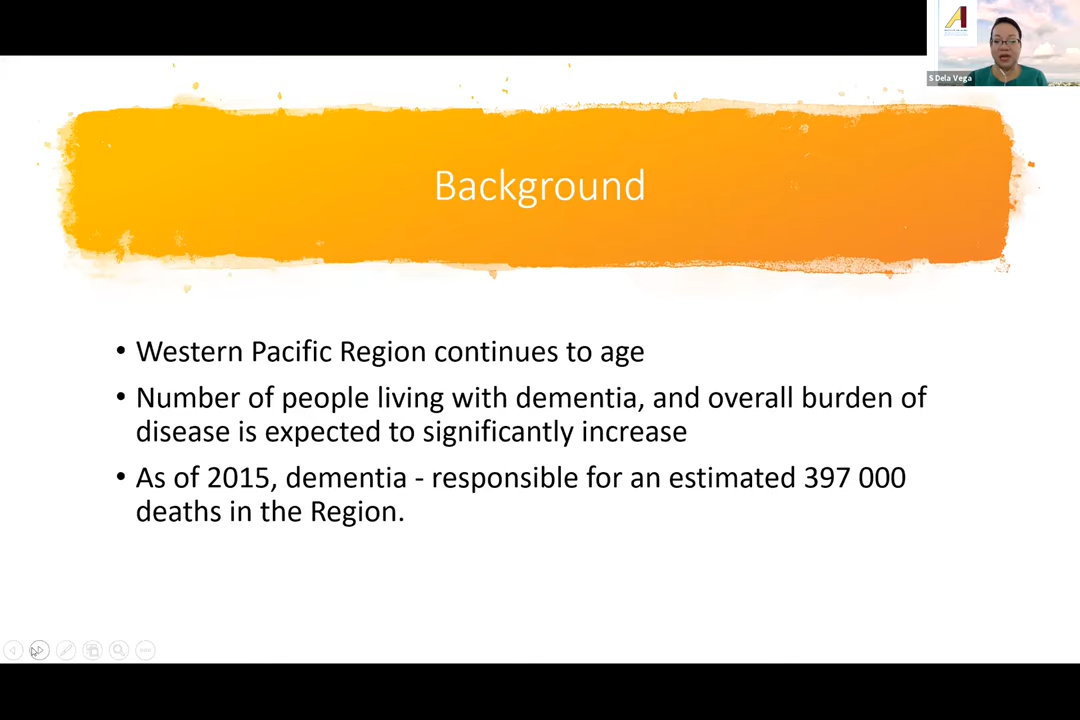 S Dela Vega
Background
• Western Pacific Region continues to age
• Number of people living with dementia, and overall burden of
disease is expected to significantly increase
• As of 2015, dementia - responsible for an estimated 397 000
deaths in the Region.